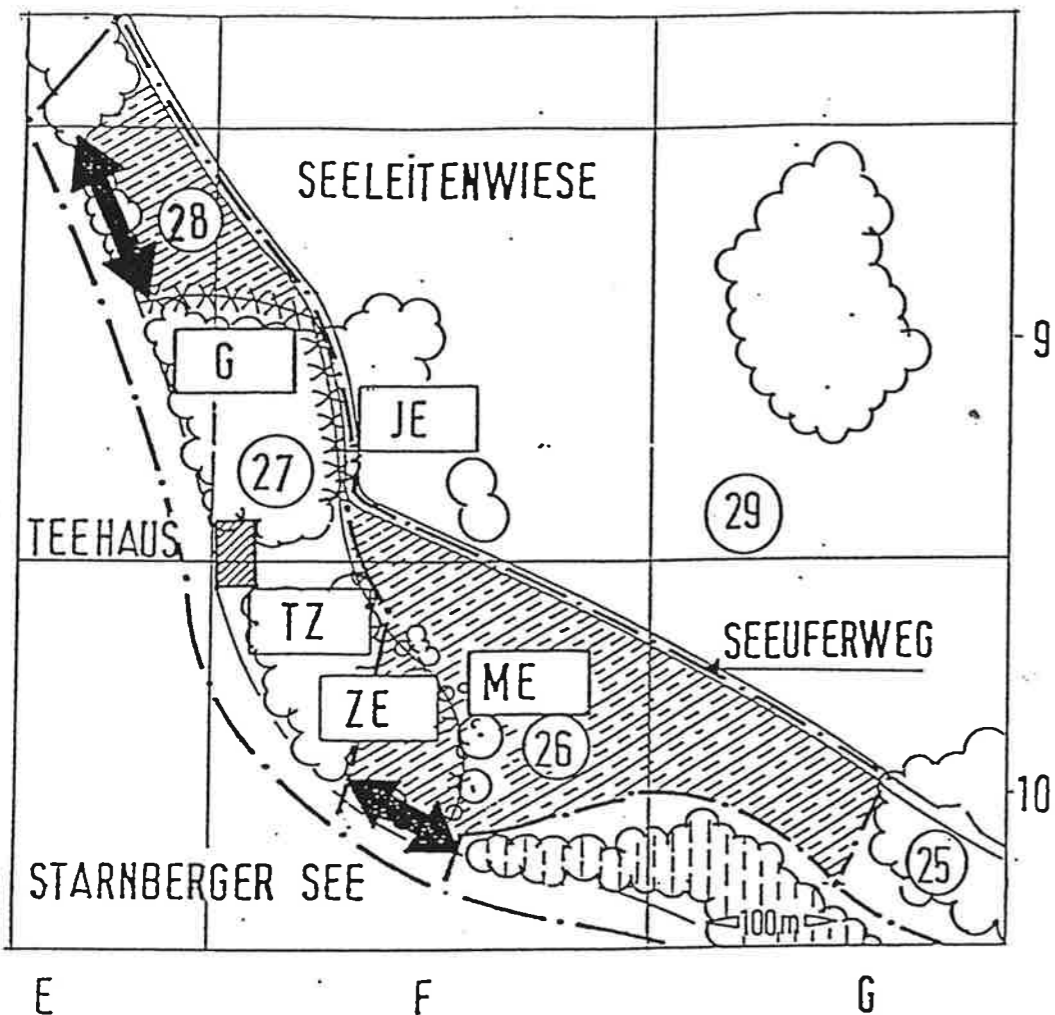 SEELEITENWIESE
28
G
9
JE
27
29
TEEHAUS
TZ
SEEUFERWEG
ZE
ME
26
10
25
STARNBERGER SEE
100m
E F G